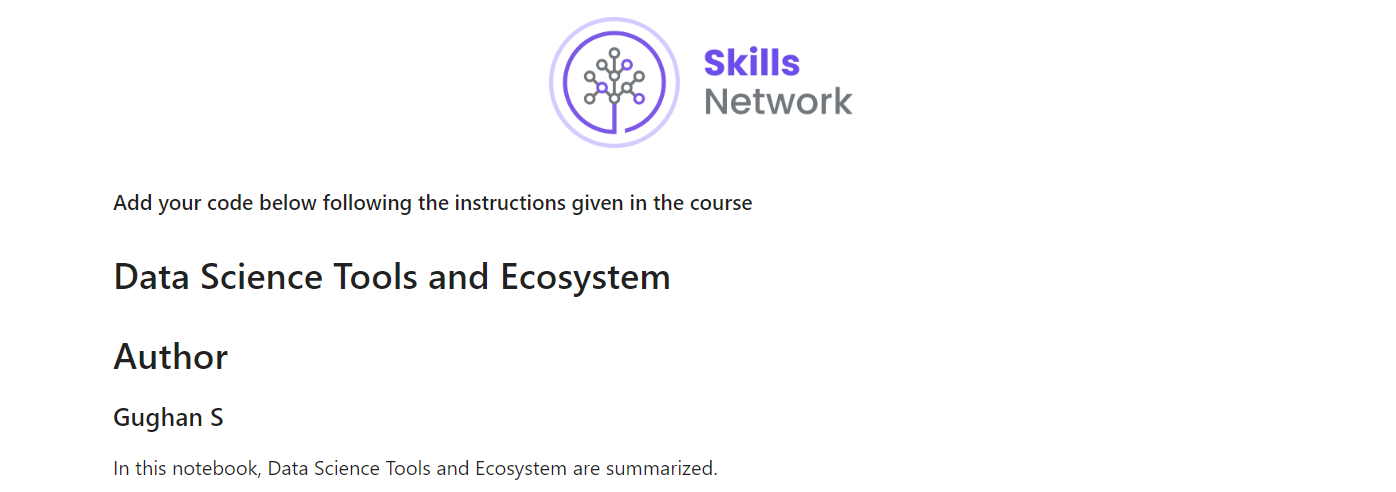 Skills
Network
Add your code below following the instructions given in the course
Data Science Tools and Ecosystem
Author
Gughan S
In this notebook, Data Science Tools and Ecosystem are summarized.